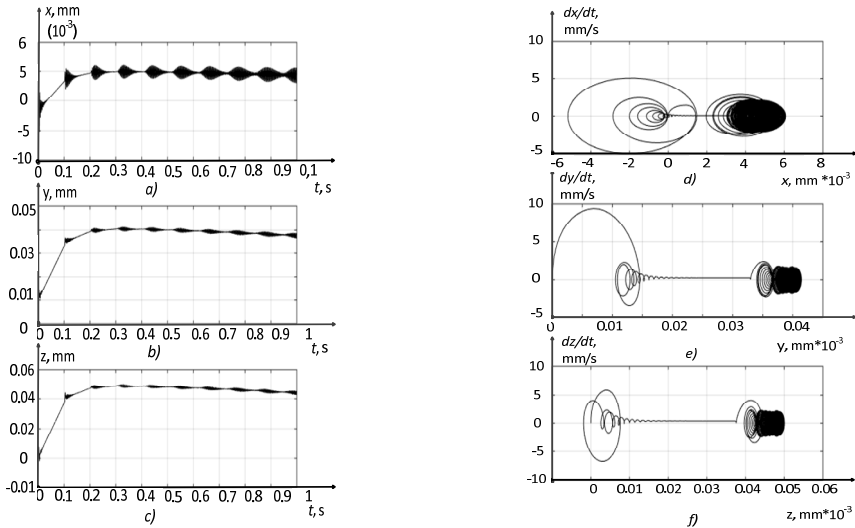 x, mm
(10⁻³)
6
5
0
-5
-10
0 0.1 0.2 0.3 0.4 0.5 0.6 0.7 0.8 0.9 0,1
a)
t, s
y, mm
0.05
0.03
0.01
0
0 0.1 0.2 0.3 0.4 0.5 0.6 0.7 0.8 0.9 1
b)
t, s
z, mm
0.06
0.04
0.02
0
-0.01
0 0.1 0.2 0.3 0.4 0.5 0.6 0.7 0.8 0.9 1
c)
t, s
dx/dt,
mm/s
10
5
0
-5
-6 -4 -2 0 2 4 6 8
d)
x, mm *10⁻³
dy/dt,
mm/s
10
5
0
-5
0 0.01 0.02 0.03 0.04
e)
y, mm*10⁻³
dz/dt,
mm/s
10
5
0
-5
-10
0 0.01 0.02 0.03 0.04 0.05 0.06
f)
z, mm*10⁻³